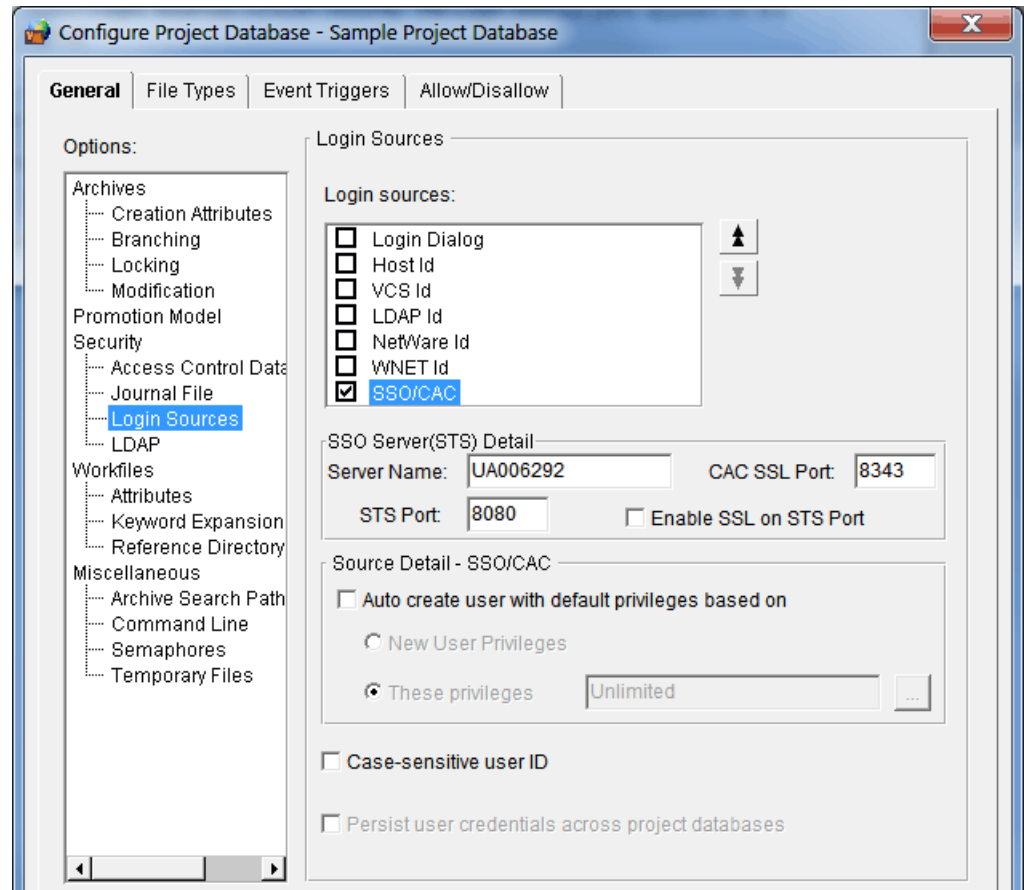 Configure Project Database - Sample Project Database
X
General File Types Event Triggers Allow/Disallow
Options:
Archives
Creation Attributes
Branching
Locking
Modification
Promotion Model
Security
Access Control Data
Journal File
Login Sources
LDAP
Workfiles
Attributes
Keyword Expansion
Reference Directory
Miscellaneous
Archive Search Path
Command Line
Semaphores
Temporary Files
Login Sources
Login sources:
Login Dialog
Host Id
VCS Id
LDAP Id
NetWare Id
WNET Id
SSO/CAC
SSO Server(STS) Detail
Server Name: UA006292 CAC SSL Port: 8343
STS Port: 8080 Enable SSL on STS Port
Source Detail - SSO/CAC
Auto create user with default privileges based on
New User Privileges
These privileges Unlimited ...
Case-sensitive user ID
Persist user credentials across project databases